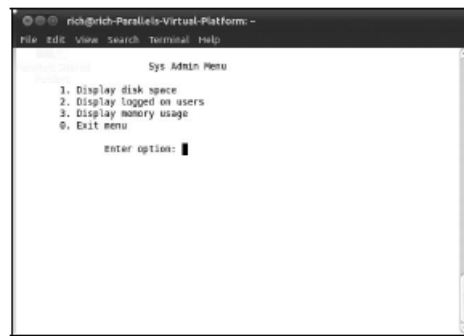 rich@rich-Parallels-Virtual-Platform: ~
File Edit View Search Terminal Help
Sys Admin Menu
1. Display disk space
2. Display logged on users
3. Display memory usage
0. Exit menu
Enter option: